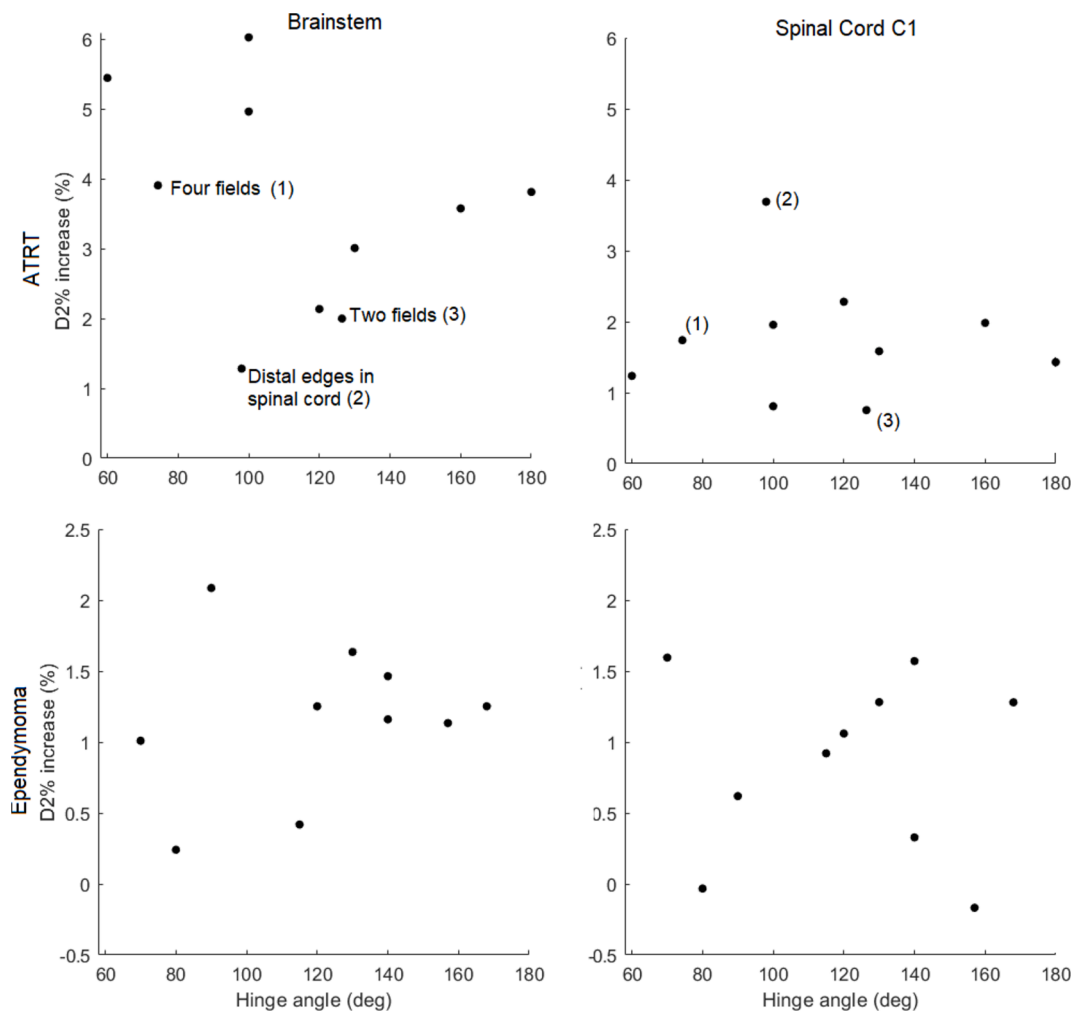 Brainstem
Spinal Cord C1
ATRT
D2% increase (%)
6
5
4
3
2
1
0
Four fields (1)
Two fields (3)
Distal edges in
spinal cord (2)
60 80 100 120 140 160 180
6
5
4
3
2
1
0
(2)
(1)
(3)
60 80 100 120 140 160 180
Ependymoma
D2% increase (%)
2.5
2
1.5
1
0.5
0
-0.5
60 80 100 120 140 160 180
Hinge angle (deg)
2.5
2
1.5
1
0.5
0
-0.5
60 80 100 120 140 160 180
Hinge angle (deg)